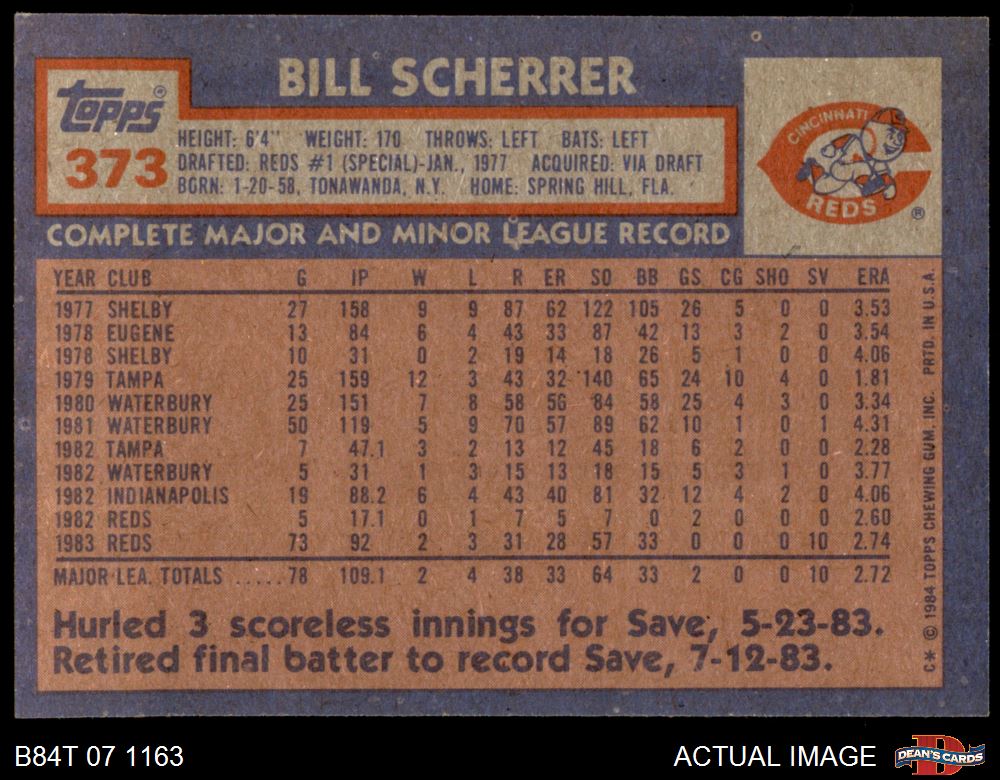 BILL SCHERRER
Topps®
373
HEIGHT: 6'4" WEIGHT: 170 THROWS: LEFT BATS: LEFT
DRAFTED: REDS #1 (SPECIAL)-JAN., 1977 ACQUIRED: VIA DRAFT
BORN: 1-20-58, TONAWANDA, N.Y. HOME: SPRING HILL, FLA.
CINCINNATI
REDS
®
COMPLETE MAJOR AND MINOR LEAGUE RECORD
YEAR CLUB G IP W L R ER SO BB GS CG SHO SV ERA
1977 SHELBY 27 158 9 9 87 62 122 105 26 5 0 0 3.53
1978 EUGENE 13 84 6 4 43 33 87 42 13 3 2 0 3.54
1978 SHELBY 10 31 0 2 19 14 18 26 5 1 0 0 4.06
1979 TAMPA 25 159 12 3 43 32 140 65 24 10 4 0 1.81
1980 WATERBURY 25 151 7 8 58 56 84 58 25 4 3 0 3.34
1981 WATERBURY 50 119 5 9 70 57 89 62 10 1 0 1 4.31
1982 TAMPA 7 47.1 3 2 13 12 45 18 6 2 0 0 2.28
1982 WATERBURY 5 31 1 3 15 13 18 15 5 3 1 0 3.77
1982 INDIANAPOLIS 19 88.2 6 4 43 40 81 32 12 4 2 0 4.06
1982 REDS 5 17.1 0 1 7 5 7 0 2 0 0 0 2.60
1983 REDS 73 92 2 3 31 28 57 33 0 0 0 10 2.74
MAJOR LEA. TOTALS .....78 109.1 2 4 38 33 64 33 2 0 0 10 2.72
Hurled 3 scoreless innings for Save, 5-23-83.
Retired final batter to record Save, 7-12-83.
C* © 1984 TOPPS CHEWING GUM, INC. PRTD. IN U.S.A.
B84T 07 1163
ACTUAL IMAGE
D
DEAN'S CARDS